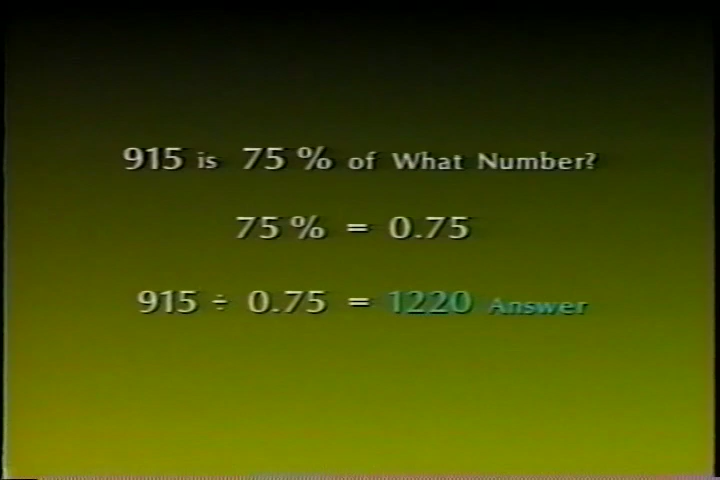 915 is 75% of What Number?
75% = 0.75
915 ÷ 0.75 = 1220 Answer